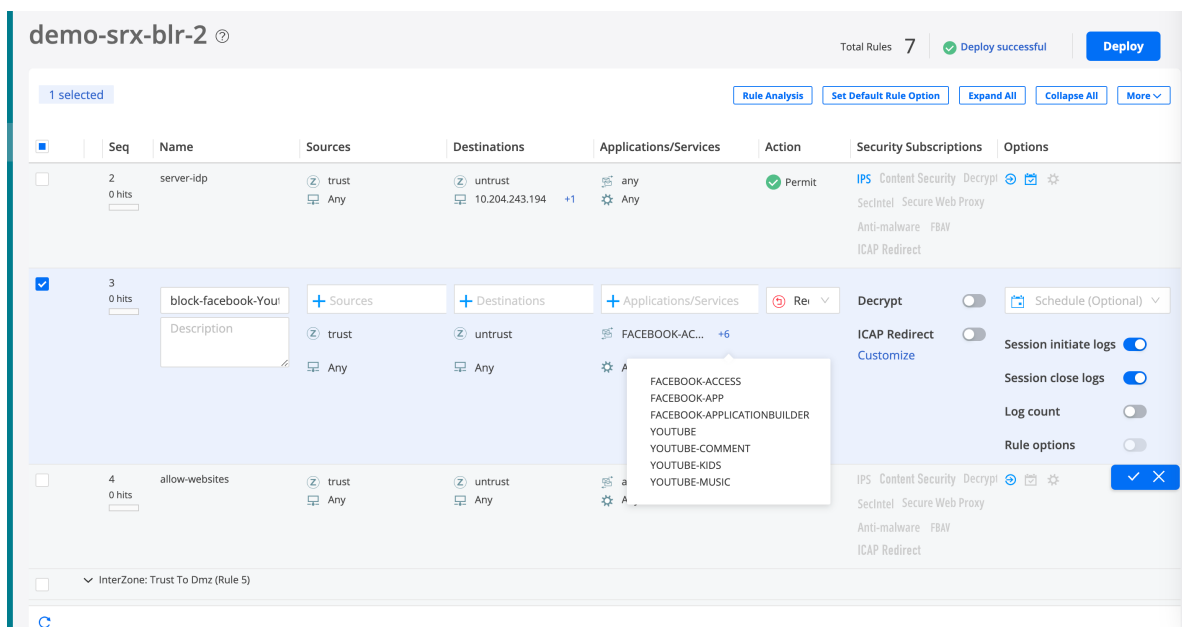 demo-srx-blr-2
Total Rules 7 Deploy successful Deploy
1 selected
Rule Analysis Set Default Rule Option Expand All Collapse All More
Seq Name Sources Destinations Applications/Services Action Security Subscriptions Options
2 server-idp trust untrust any Permit IPS Content Security Decrypt
0 hits Any 10.204.243.194 +1 Any SecIntel Secure Web Proxy
Anti-malware FBAV
ICAP Redirect
3
0 hits block-facebook-You Sources Destinations Applications/Services Re Decrypt Schedule (Optional)
Description trust untrust FACEBOOK-AC... +6 ICAP Redirect Session initiate logs
Customize
Any Any A Session close logs
FACEBOOK-ACCESS
FACEBOOK-APP
FACEBOOK-APPLICATIONBUILDER Log count
YOUTUBE
YOUTUBE-COMMENT Rule options
YOUTUBE-KIDS
YOUTUBE-MUSIC
4 allow-websites trust untrust a IPS Content Security Decrypt
0 hits Any Any A SecIntel Secure Web Proxy
Anti-malware FBAV
ICAP Redirect
InterZone: Trust To Dmz (Rule 5)